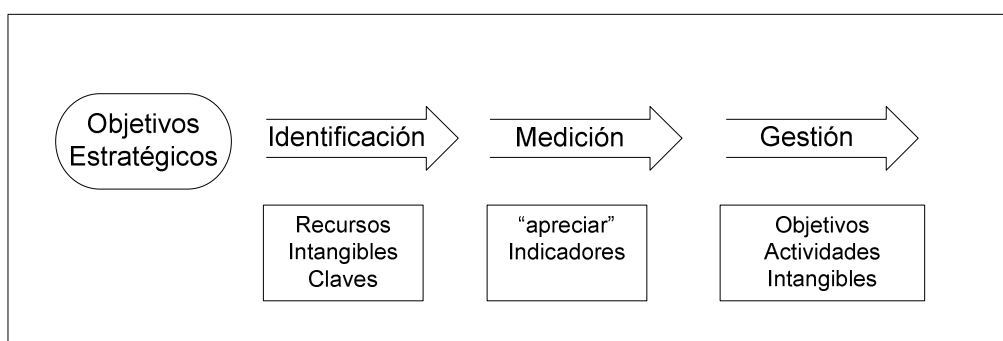 Objetivos
Estratégicos
Identificación
Medición
Gestión
Recursos
Intangibles
Claves
“apreciar”
Indicadores
Objetivos
Actividades
Intangibles